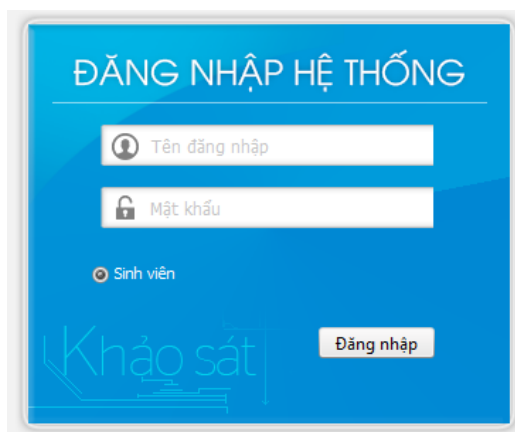 ĐĂNG NHẬP HỆ THỐNG
Tên đăng nhập
Mật khẩu
Sinh viên
Khảo sát
Đăng nhập